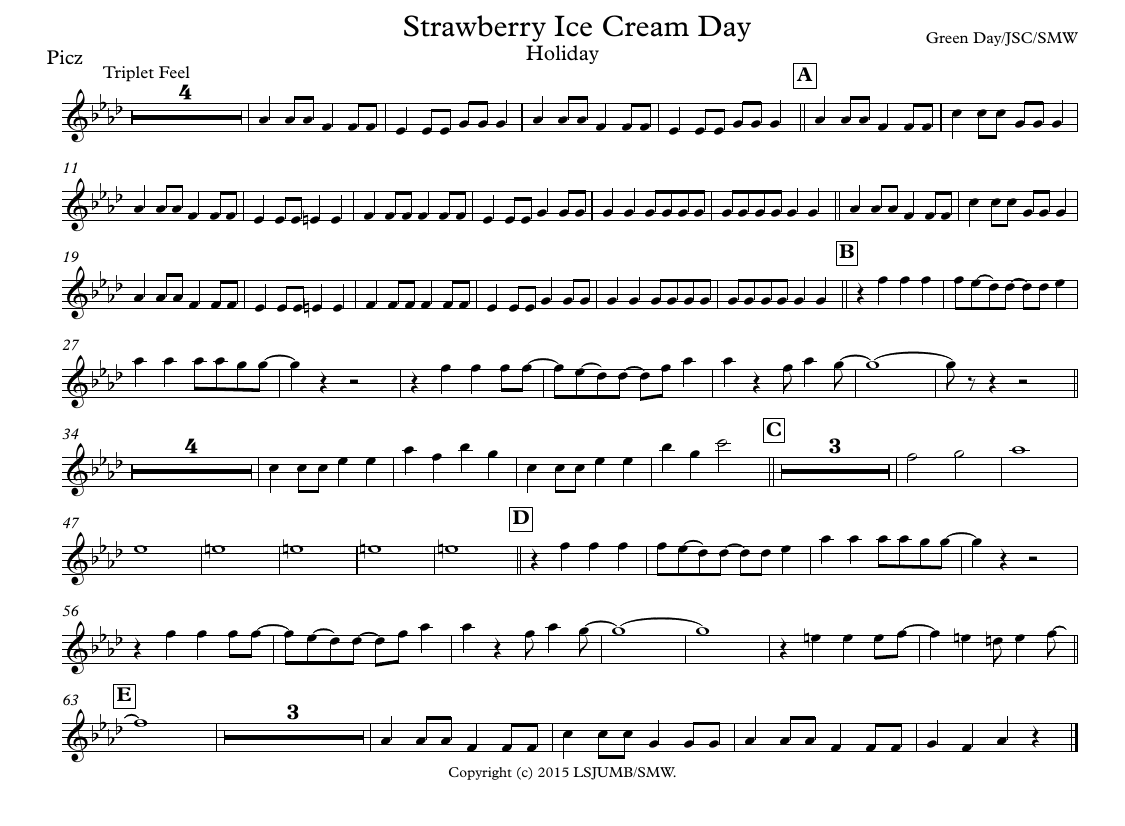 Strawberry Ice Cream Day
Holiday
Green Day/JSC/SMW
Picz
Triplet Feel
4
A
11
19
B
27
34
4
C
3
47
D
56
63
E
3
Copyright (c) 2015 LSJUMB/SMW.